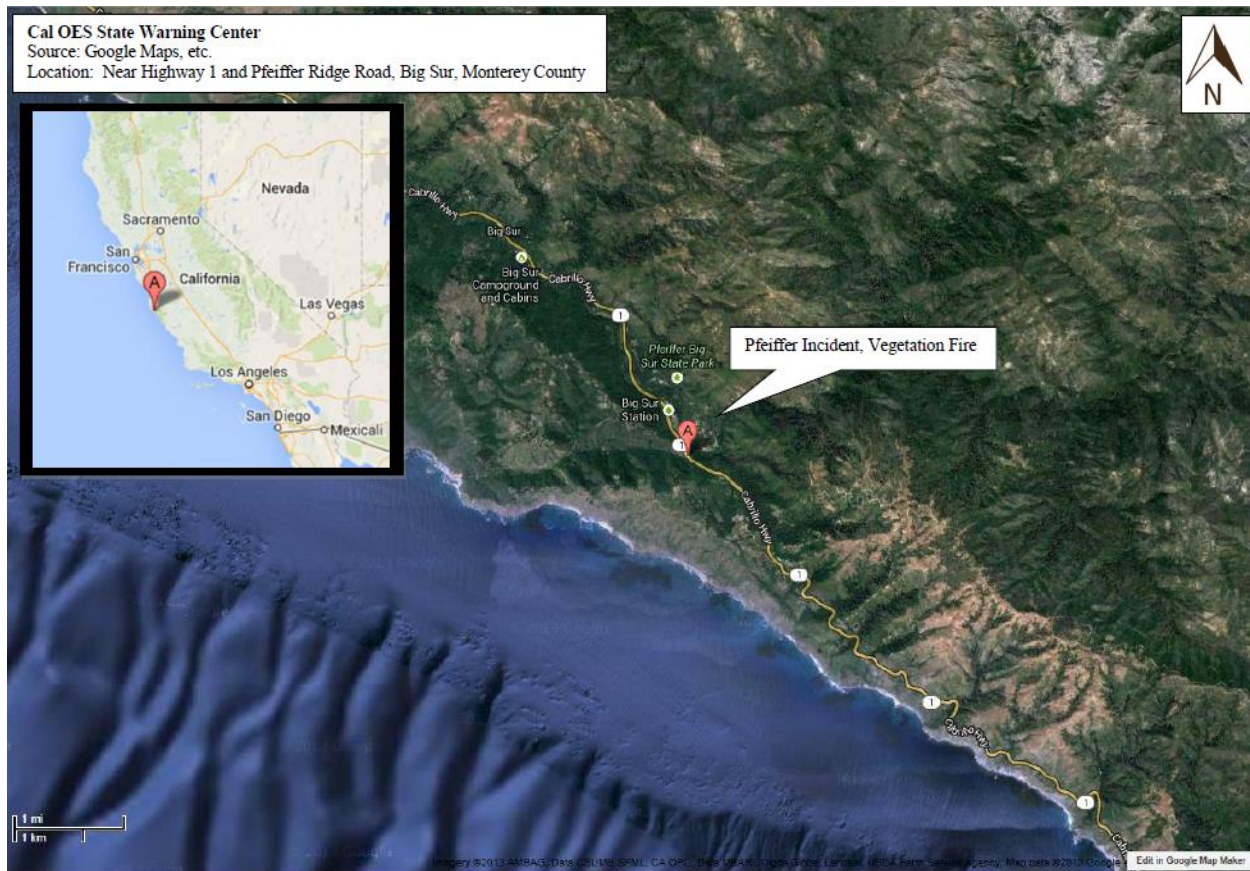 Cal OES State Warning Center
Source: Google Maps, etc.
Location: Near Highway 1 and Pfeiffer Ridge Road, Big Sur, Monterey County
N
Nevada
Sacramento
San
Francisco
California
A
Las Vegas
Los Angeles
San Diego
Mexicali
Cabrillo Hwy
Big Sur
Big Sur
Campground
and Cabins
Cabrillo Hwy
1
Pfeiffer Big
Sur State Park
Pfeiffer Incident, Vegetation Fire
Big Sur
Station
A
1
Cabrillo Hwy
1
1
Cabrillo Hwy
1
1 mi
1 km
Edit in Google Map Maker